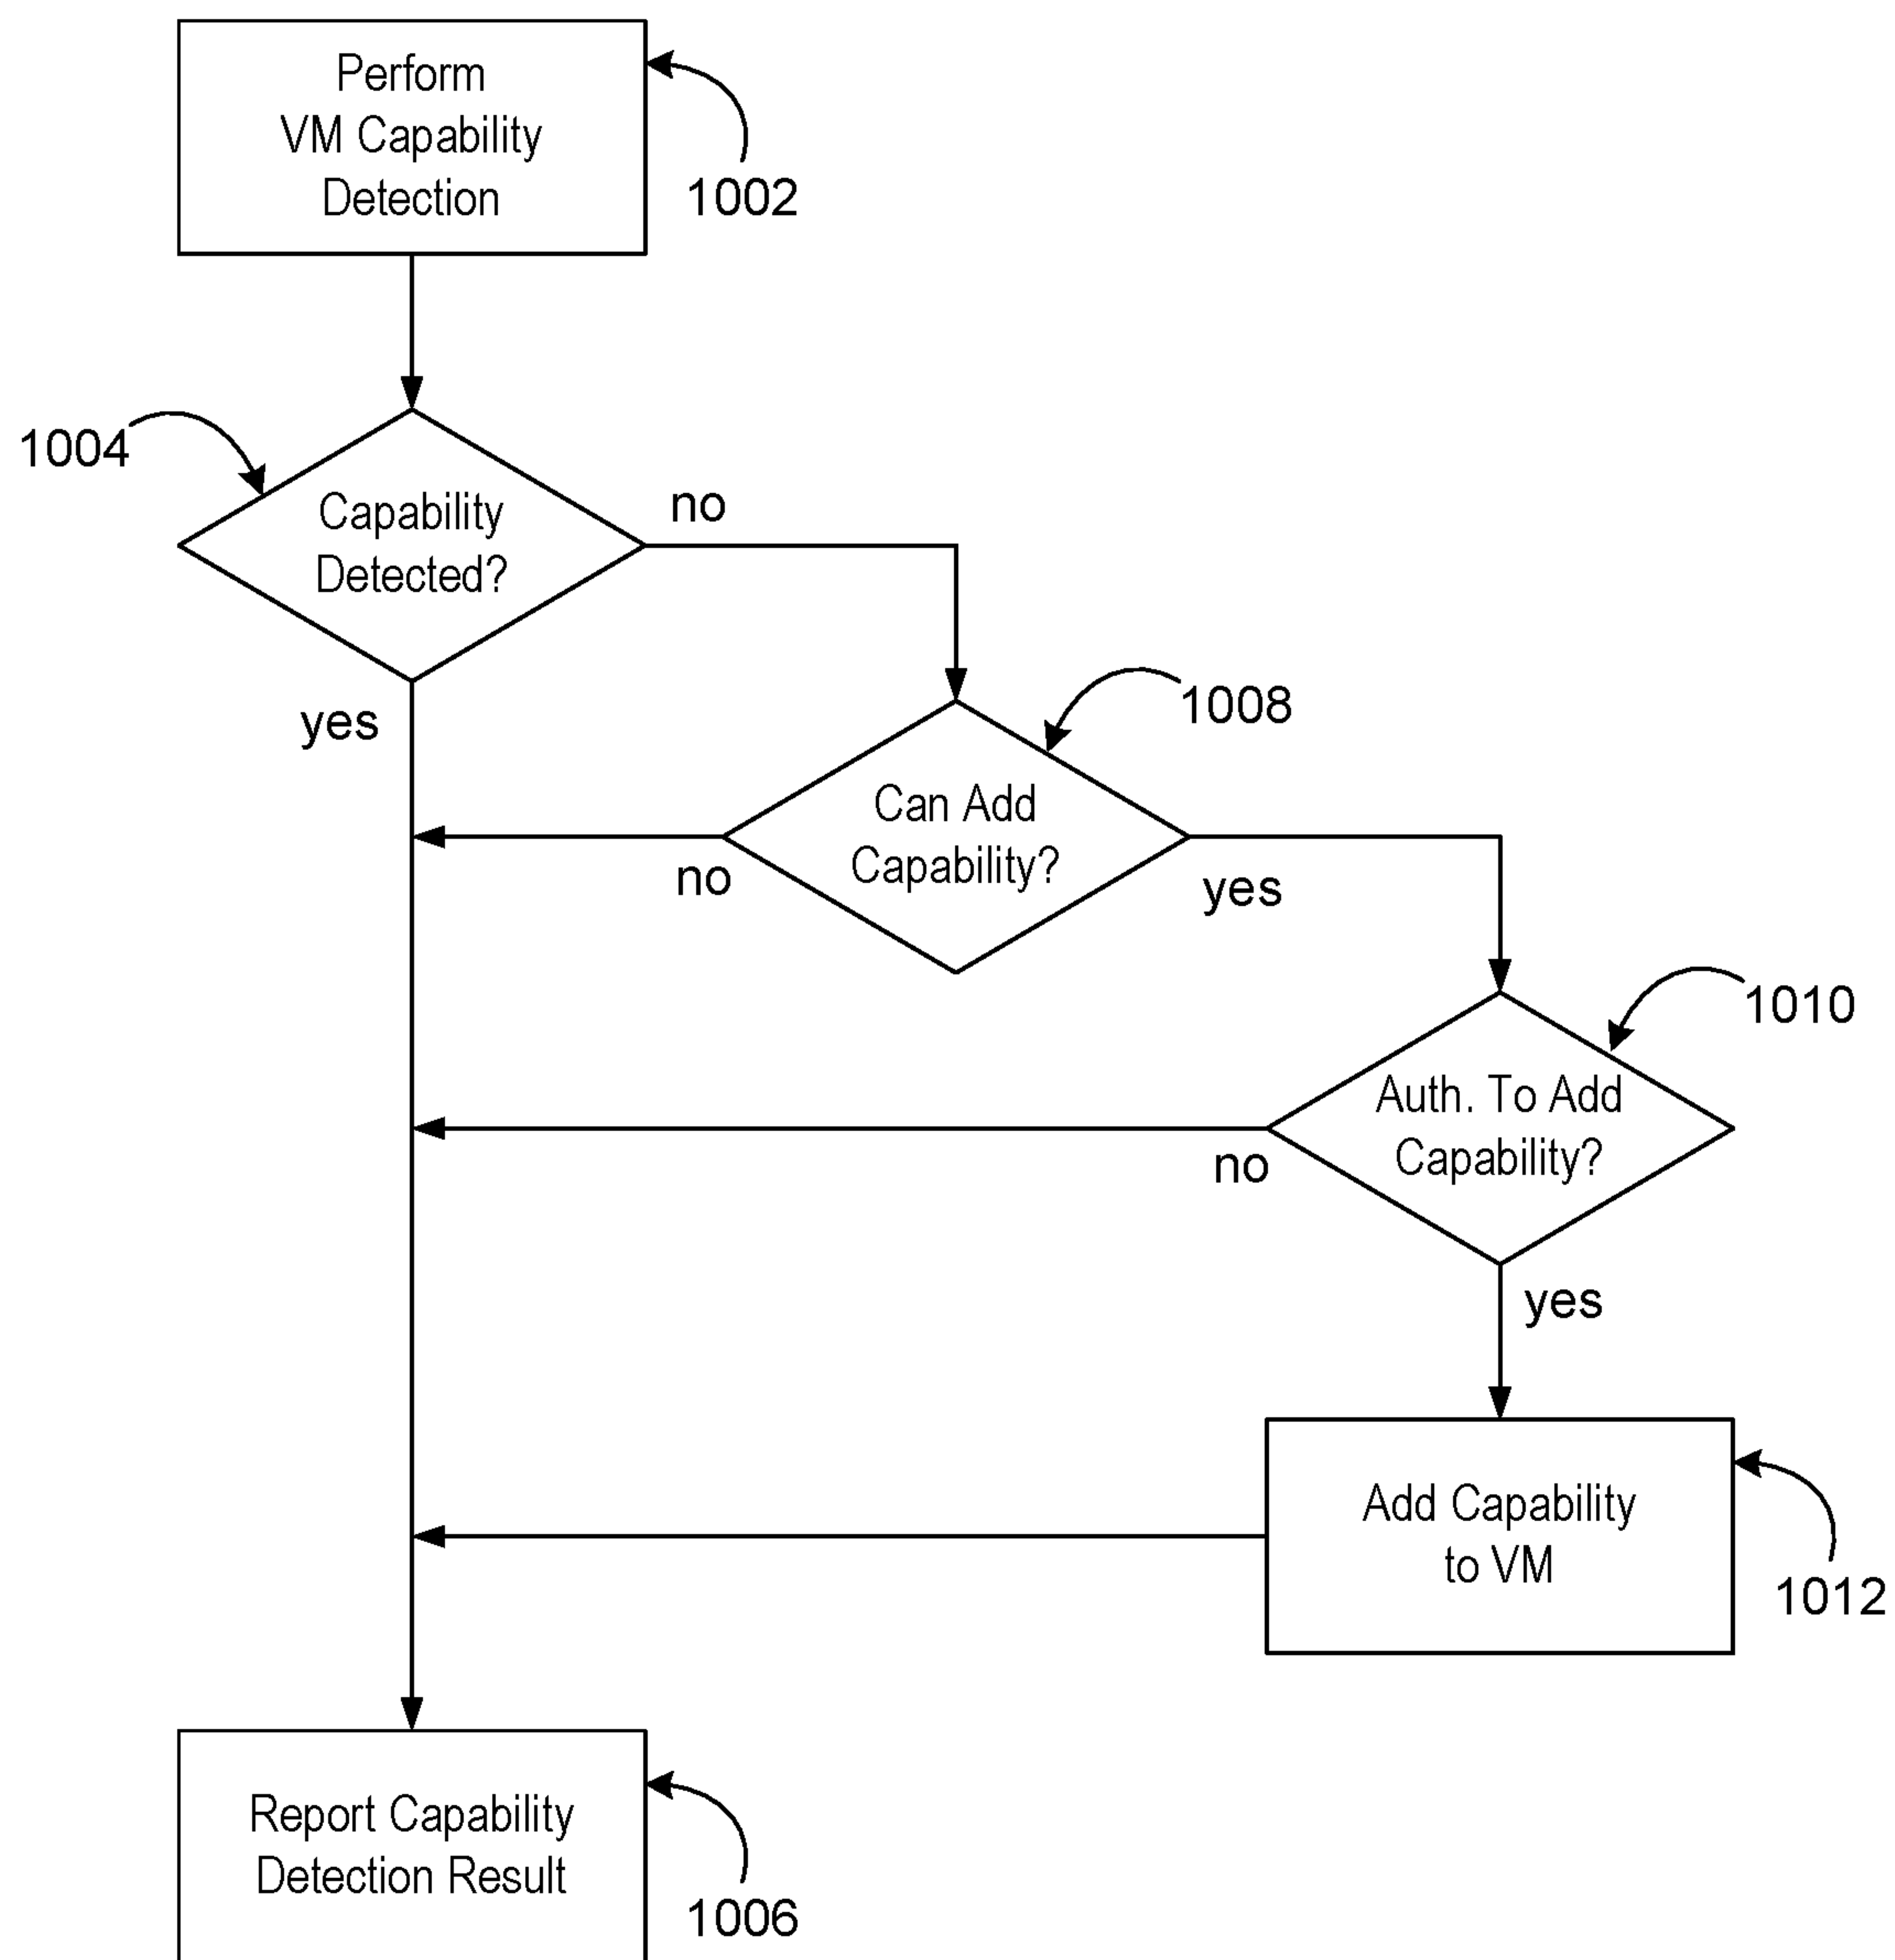 Perform
VM Capability
Detection
1002
1004
Capability
Detected?
no
yes
1008
Can Add
Capability?
no
yes
1010
Auth. To Add
Capability?
no
yes
Add Capability
to VM
1012
Report Capability
Detection Result
1006